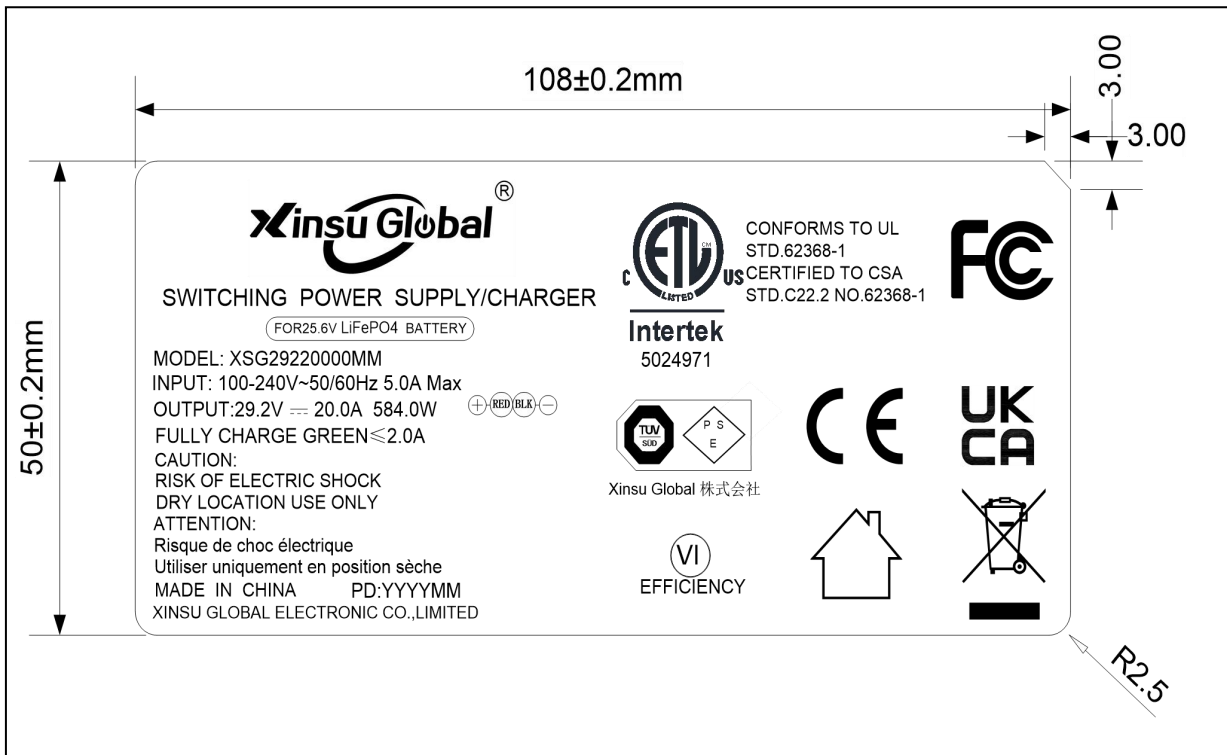 108±0.2mm
3.00
3.00
50±0.2mm
Xinsu Global ®
SWITCHING POWER SUPPLY/CHARGER
FOR25.6V LiFePO4 BATTERY
MODEL: XSG29220000MM
INPUT: 100-240V~50/60Hz 5.0A Max
OUTPUT:29.2V ⎓ 20.0A 584.0W + RED BLK −
FULLY CHARGE GREEN≤2.0A
CAUTION:
RISK OF ELECTRIC SHOCK
DRY LOCATION USE ONLY
ATTENTION:
Risque de choc électrique
Utiliser uniquement en position sèche
MADE IN CHINA PD:YYYYMM
XINSU GLOBAL ELECTRONIC CO.,LIMITED
ETL CM
LISTED
C US
Intertek
5024971
CONFORMS TO UL
STD.62368-1
CERTIFIED TO CSA
STD.C22.2 NO.62368-1
FC
TUV
SÜD
P S
E
Xinsu Global 株式会社
CE
UK
CA
VI
EFFICIENCY
R2.5